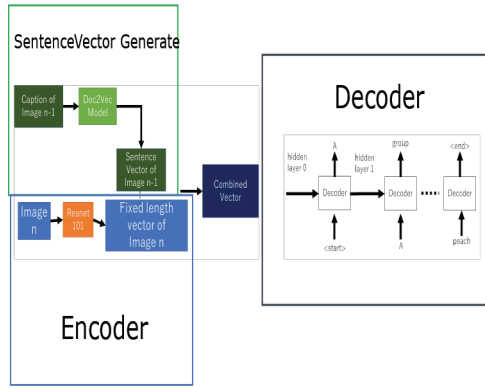 SentenceVector Generate
Caption of
Image n-1
Doc2Vec
Model
Sentence
Vector of
Image n-1
Combined
Vector
Image
n
Resnet
101
Fixed length
vector of
Image n
Encoder
Decoder
A
group
<end>
hidden
layer 0
hidden
layer 1
Decoder
Decoder
Decoder
<start>
A
peach